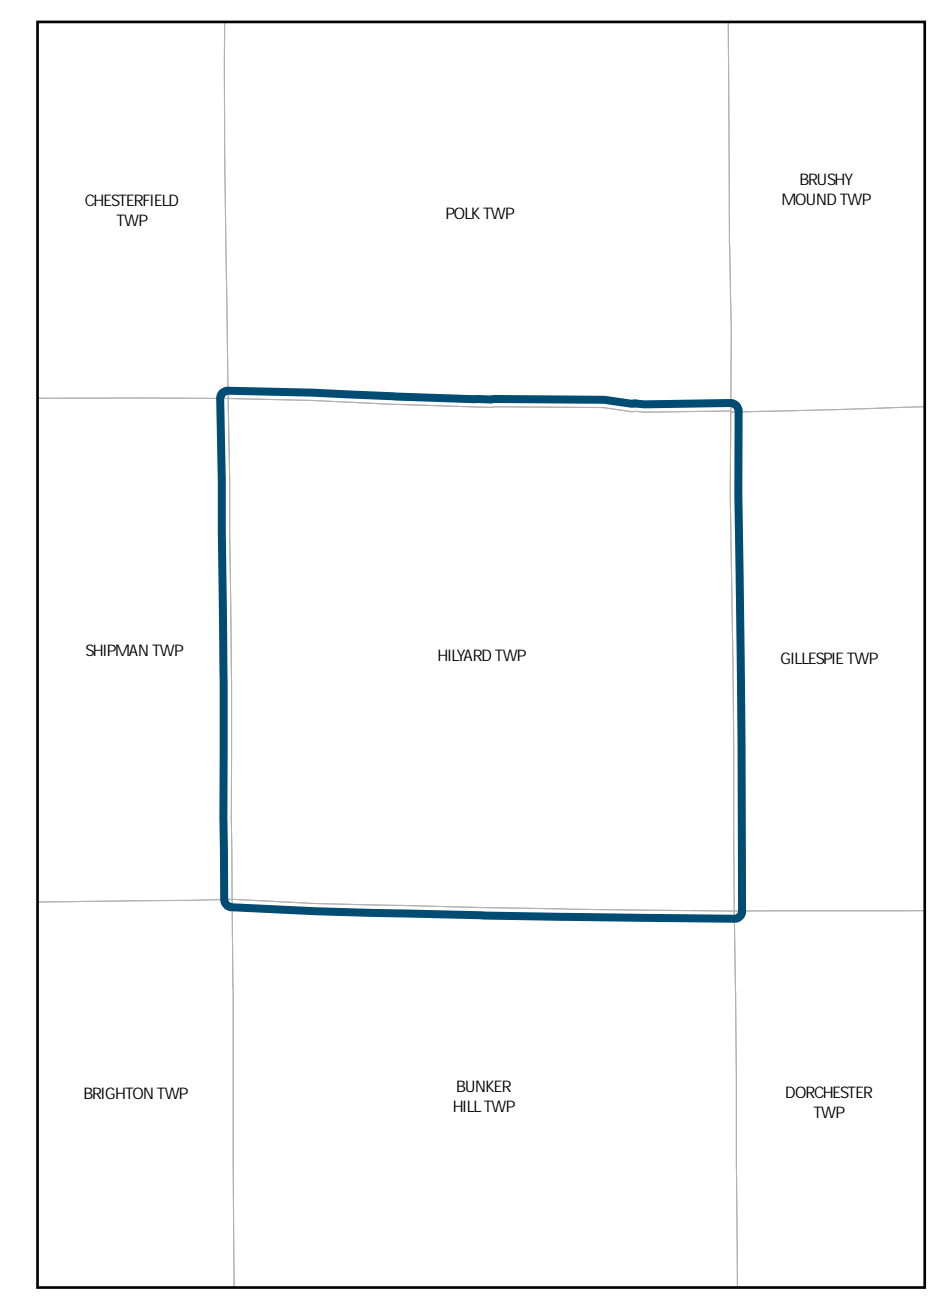 CHESTERFIELD
TWP
POLK TWP
BRUSHY
MOUND TWP
SHIPMAN TWP
HILYARD TWP
GILLESPIE TWP
BRIGHTON TWP
BUNKER
HILL TWP
DORCHESTER
TWP